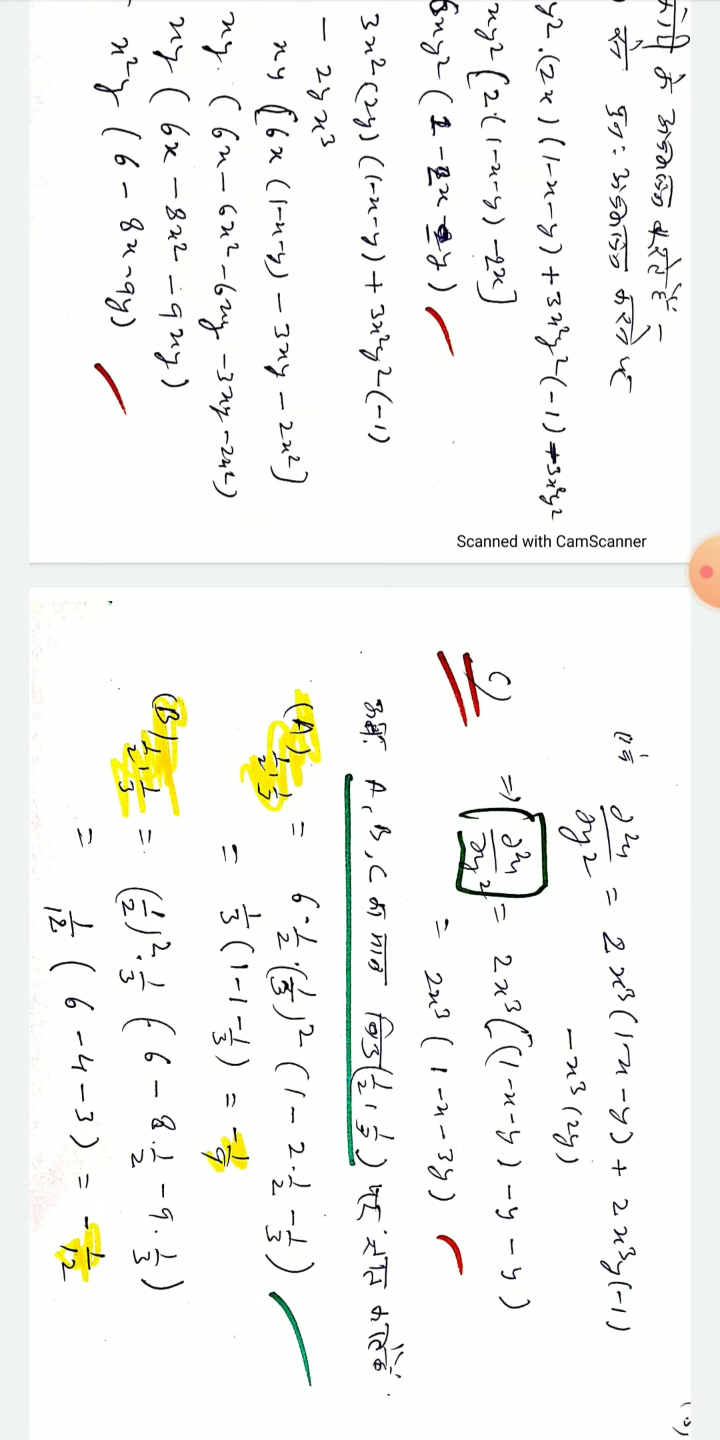 पुनः अवकलन करने पर
y².(2x)(1-x-y) + 3x²y²(-1) - 3x²y²
xy²[2(1-x-y) - 2x]
3x²(2y)(1-x-y) + 3x²y²(-1)
- 2yx³
xy[6x(1-x-y) - 3xy - 2x²]
xy.(6x - 6x² - 6xy - 3xy - 2x²)
xy(6x - 8x² - 9xy)
x²y(6 - 8x - 9y)
Scanned with CamScanner
एवं ∂²u/∂y² = 2x³(1-x-y) + 2x³y(-1)
- x³(2y)
C) ⇒ (∂²u/∂y² = 2x³[(1-x-y) - y - y)
= 2x³(1-x-3y)
अतः A, B, C का मान बिन्दु (1/2, 1/3) पर
(A) 1/2, 1/3 = 6·1/2·(1/3)²(1 - 2·1/2 - 1/3)
= 1/3(1-1-1/3) = -1/9
(B) 1/2, 1/3 = (1/2)²·1/3(6 - 8·1/2 - 9·1/3)
= 1/12(6-4-3) = -1/12